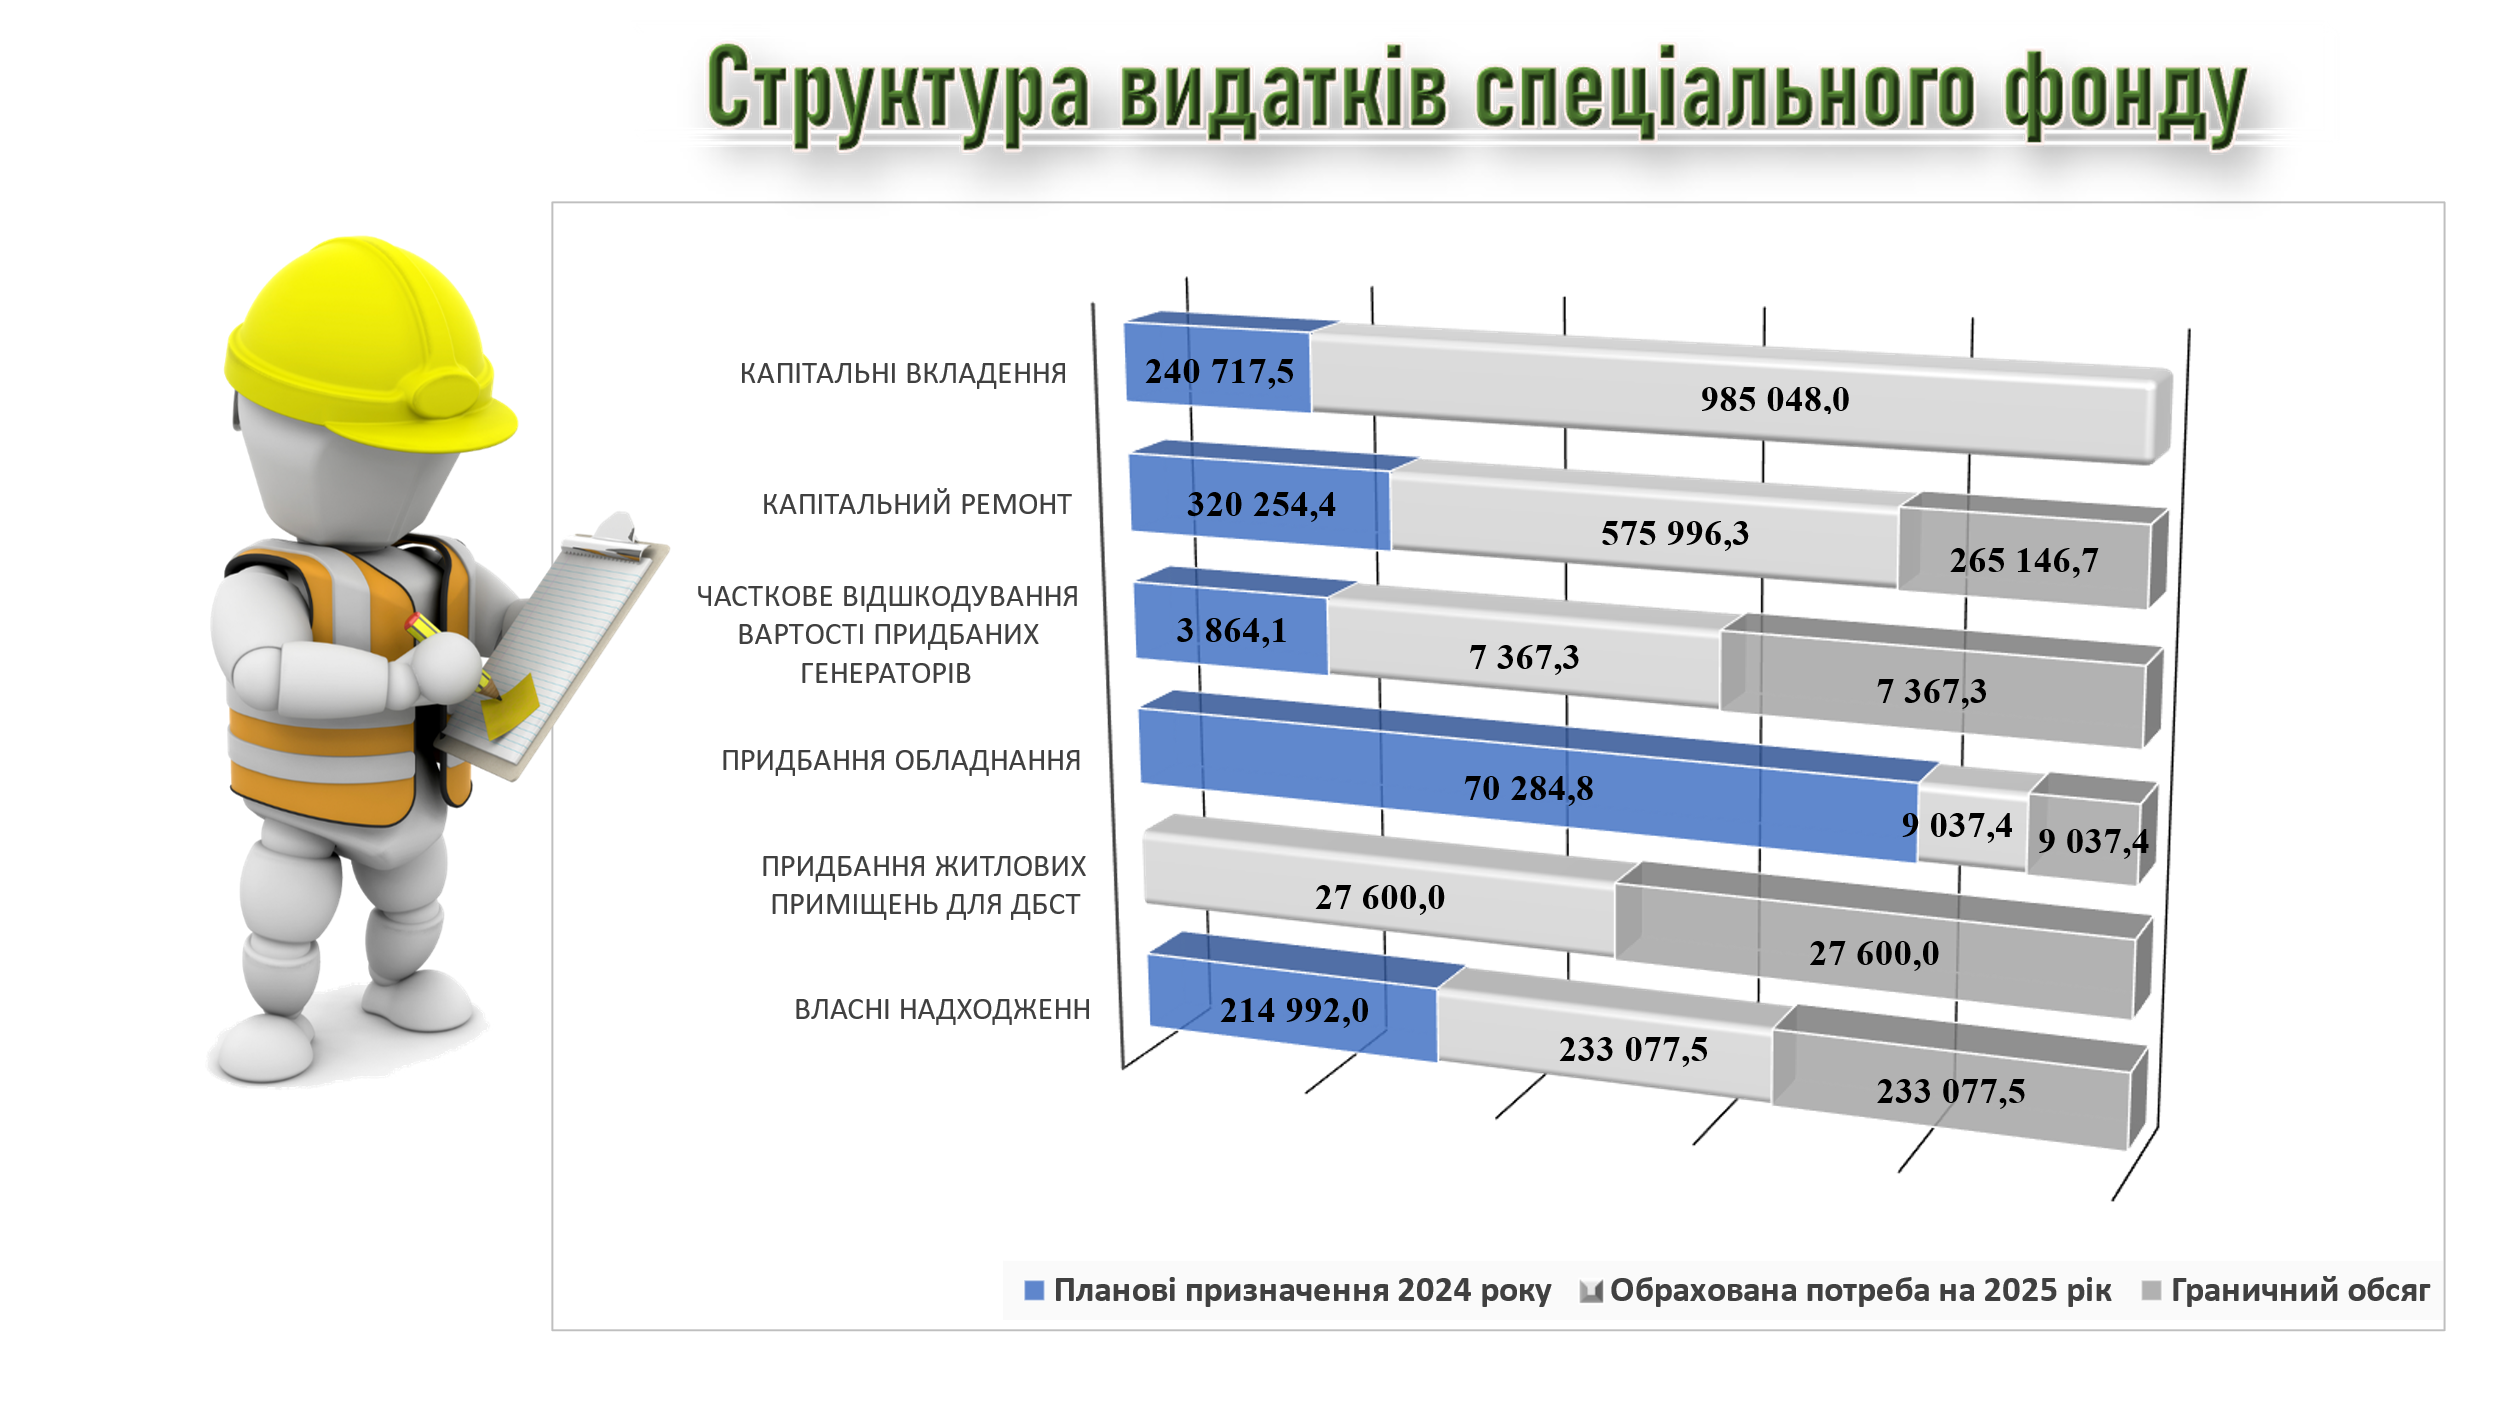 Структура видатків спеціального фонду
КАПІТАЛЬНІ ВКЛАДЕННЯ
240 717,5
985 048,0
КАПІТАЛЬНИЙ РЕМОНТ
320 254,4
575 996,3
265 146,7
ЧАСТКОВЕ ВІДШКОДУВАННЯ
ВАРТОСТІ ПРИДБАНИХ
ГЕНЕРАТОРІВ
3 864,1
7 367,3
7 367,3
ПРИДБАННЯ ОБЛАДНАННЯ
70 284,8
9 037,4
9 037,4
ПРИДБАННЯ ЖИТЛОВИХ
ПРИМІЩЕНЬ ДЛЯ ДБСТ
27 600,0
27 600,0
ВЛАСНІ НАДХОДЖЕНН
214 992,0
233 077,5
233 077,5
Планові призначення 2024 року
Обрахована потреба на 2025 рік
Граничний обсяг